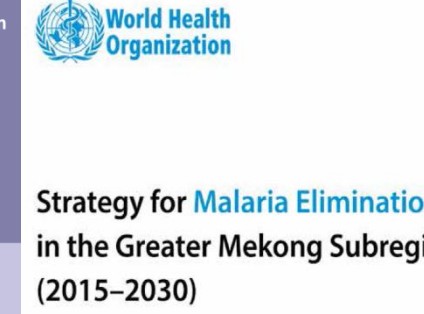 n
World Health
Organization
Strategy for Malaria Eliminatio
in the Greater Mekong Subregi
(2015–2030)